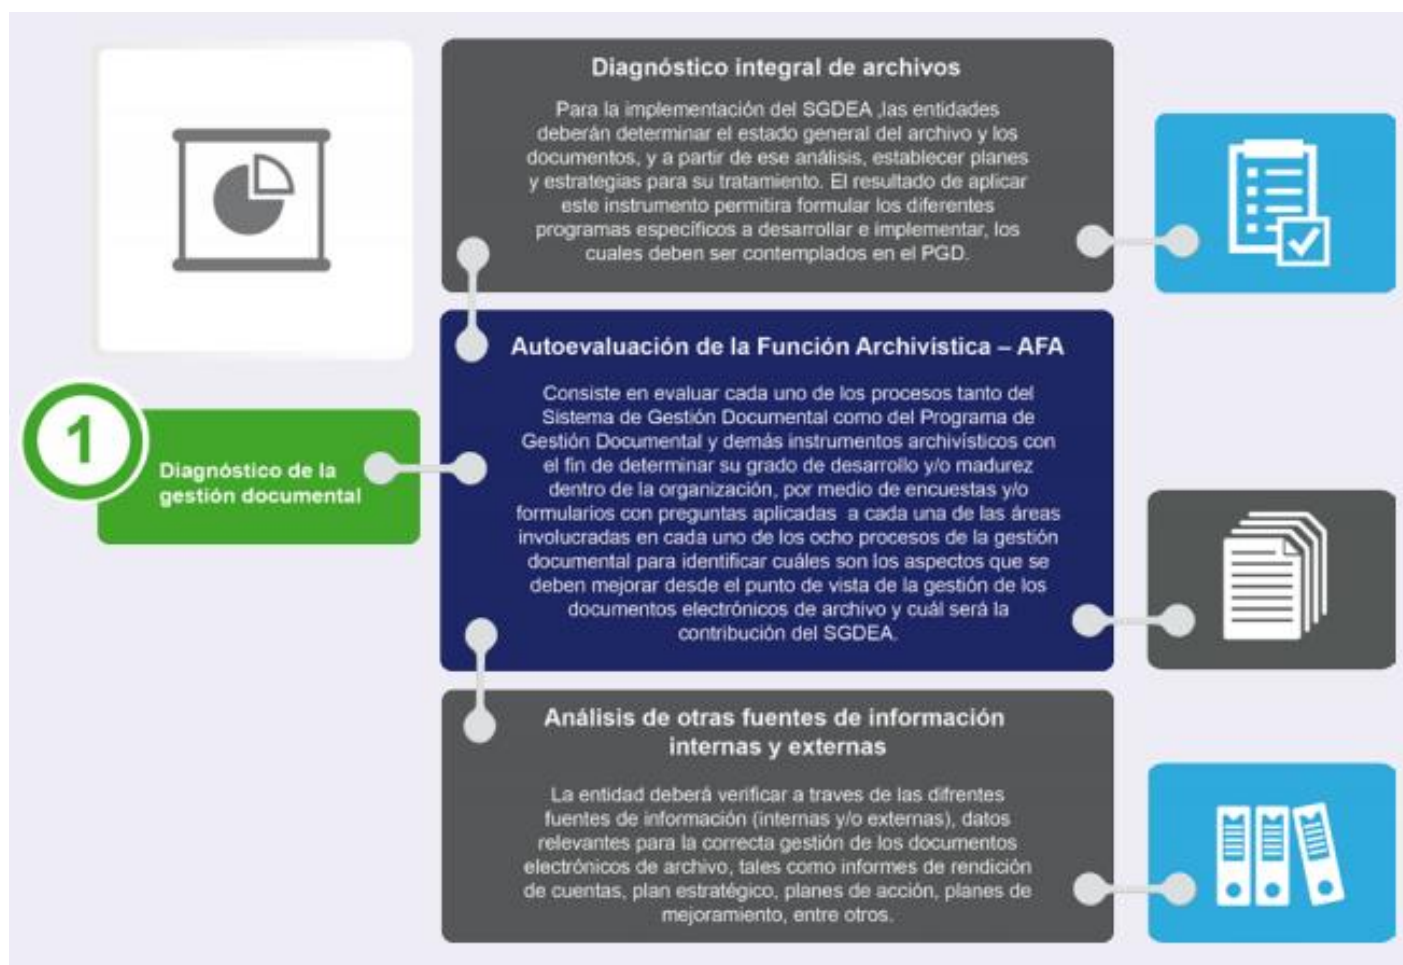 Diagnóstico integral de archivos
Para la implementación del SGDEA ,las entidades
deberán determinar el estado general del archivo y los
documentos, y a partir de ese análisis, establecer planes
y estrategias para su tratamiento. El resultado de aplicar
este instrumento permitira formular los diferentes
programas específicos a desarrollar e implementar, los
cuales deben ser contemplados en el PGD.
1
Diagnóstico de la
gestión documental
Autoevaluación de la Función Archivística – AFA
Consiste en evaluar cada uno de los procesos tanto del
Sistema de Gestión Documental como del Programa de
Gestión Documental y demás instrumentos archivísticos con
el fin de determinar su grado de desarrollo y/o madurez
dentro de la organización, por medio de encuestas y/o
formularios con preguntas aplicadas a cada una de las áreas
involucradas en cada uno de los ocho procesos de la gestión
documental para identificar cuáles son los aspectos que se
deben mejorar desde el punto de vista de la gestión de los
documentos electrónicos de archivo y cuál será la
contribución del SGDEA.
Análisis de otras fuentes de información
internas y externas
La entidad deberá verificar a traves de las difrentes
fuentes de información (internas y/o externas), datos
relevantes para la correcta gestión de los documentos
electrónicos de archivo, tales como informes de rendición
de cuentas, plan estratégico, planes de acción, planes de
mejoramiento, entre otros.